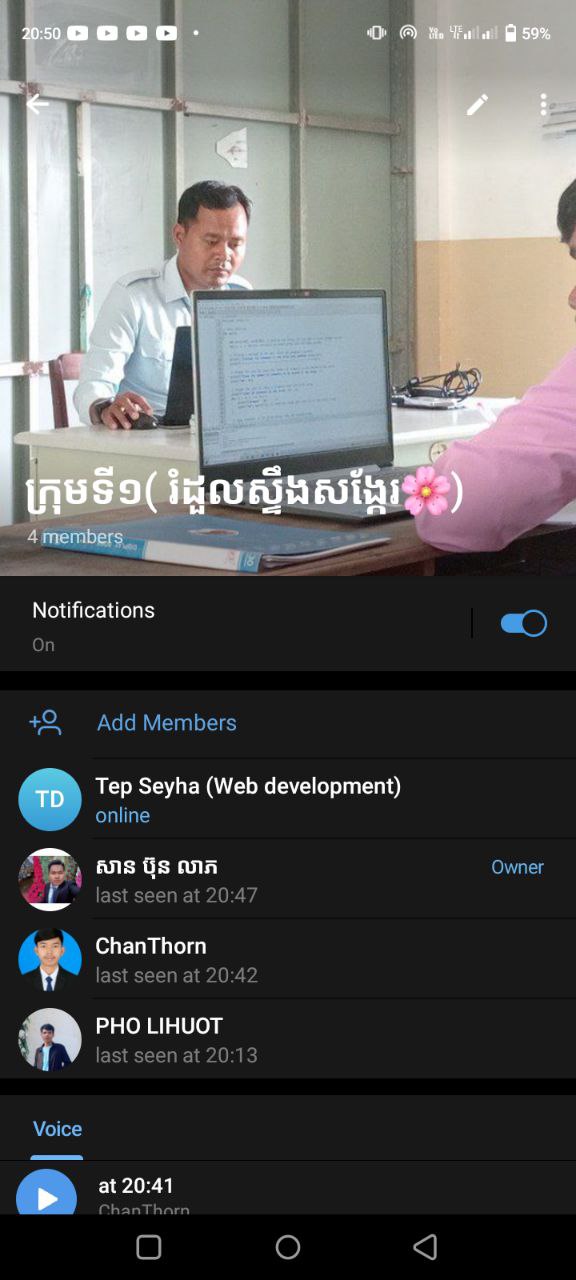 20:50
59%
ក្រុមទី១( រំដួលស្ទឹងសង្កែរ🌸)
4 members
Notifications
On
Add Members
TD
Tep Seyha (Web development)
online
សាន ប៊ុន លាភ
Owner
last seen at 20:47
ChanThorn
last seen at 20:42
PHO LIHUOT
last seen at 20:13
Voice
at 20:41
ChanThorn